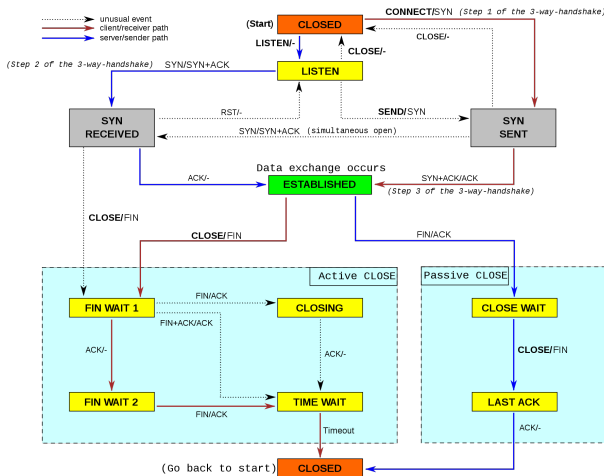 unusual event
client/receiver path
server/sender path
(Start)
CLOSED
CONNECT/SYN (Step 1 of the 3-way-handshake)
CLOSE/-
LISTEN/-
CLOSE/-
(Step 2 of the 3-way-handshake) SYN/SYN+ACK
LISTEN
RST/-
SEND/SYN
SYN
RECEIVED
SYN
SENT
SYN/SYN+ACK (simultaneous open)
Data exchange occurs
ACK/-
ESTABLISHED
SYN+ACK/ACK
(Step 3 of the 3-way-handshake)
CLOSE/FIN
CLOSE/FIN
FIN/ACK
Active CLOSE
Passive CLOSE
FIN WAIT 1
FIN/ACK
CLOSING
CLOSE WAIT
FIN+ACK/ACK
ACK/-
ACK/-
CLOSE/FIN
FIN WAIT 2
FIN/ACK
TIME WAIT
LAST ACK
Timeout
ACK/-
(Go back to start)
CLOSED